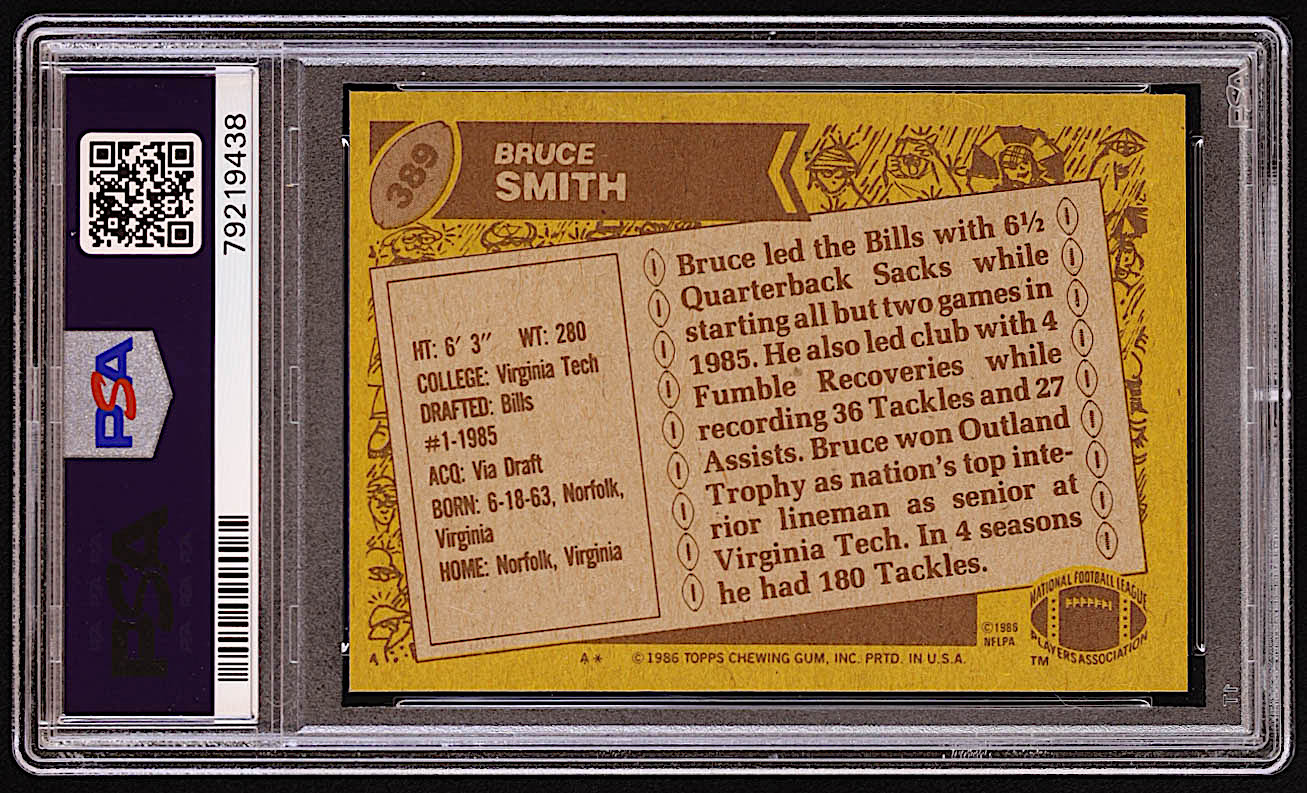 79219438
PSA
PSA
389
BRUCE
SMITH
HT: 6′ 3″ WT: 280
COLLEGE: Virginia Tech
DRAFTED: Bills
#1-1985
ACQ: Via Draft
BORN: 6-18-63, Norfolk,
Virginia
HOME: Norfolk, Virginia
Bruce led the Bills with 6½
Quarterback Sacks while
starting all but two games in
1985. He also led club with 4
Fumble Recoveries while
recording 36 Tackles and 27
Assists. Bruce won Outland
Trophy as nation's top inte-
rior lineman as senior at
Virginia Tech. In 4 seasons
he had 180 Tackles.
©1986
NFLPA
NATIONAL FOOTBALL LEAGUE
PLAYERS ASSOCIATION
TM
A* ©1986 TOPPS CHEWING GUM, INC. PRTD. IN U.S.A.
PSA